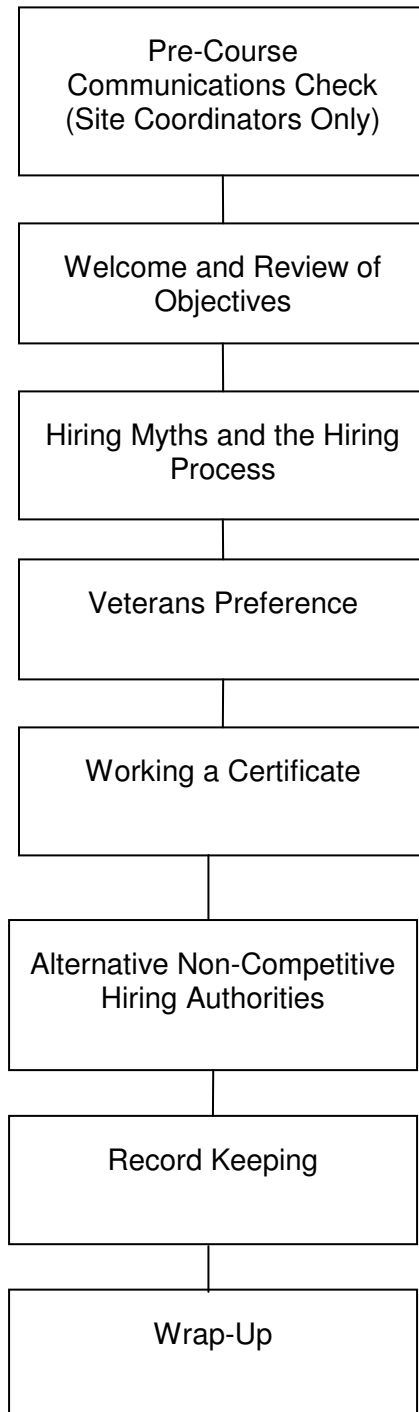 Pre-Course
Communications Check
(Site Coordinators Only)
Welcome and Review of
Objectives
Hiring Myths and the Hiring
Process
Veterans Preference
Working a Certificate
Alternative Non-Competitive
Hiring Authorities
Record Keeping
Wrap-Up